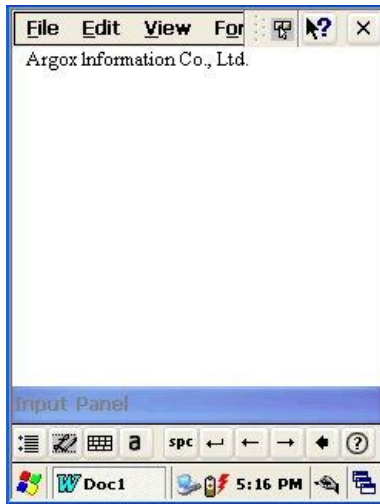 File Edit View For ?
Argox Information Co., Ltd.
Input Panel
a spc ?
W Doc1 5:16 PM